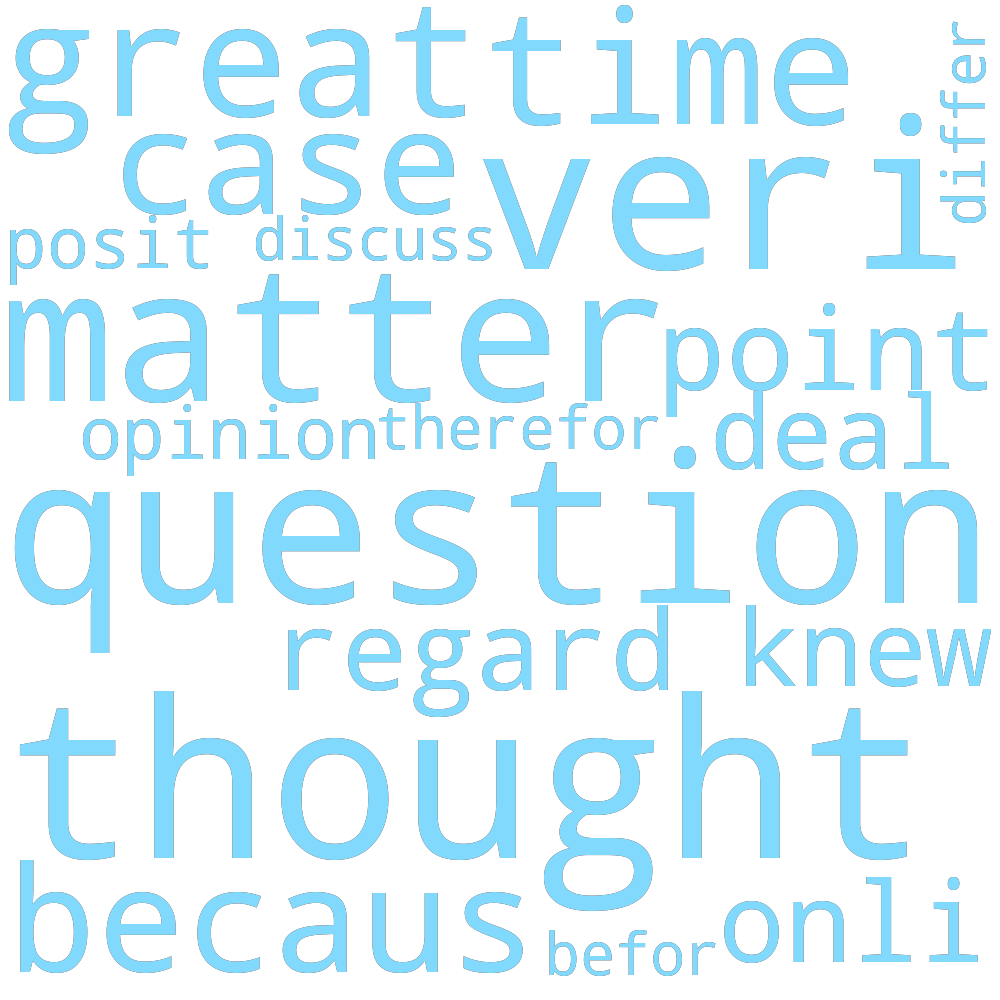 great time differ
case veri
posit discuss
matter point
opinion therefor deal
question
regard knew
thought
becaus onli
befor